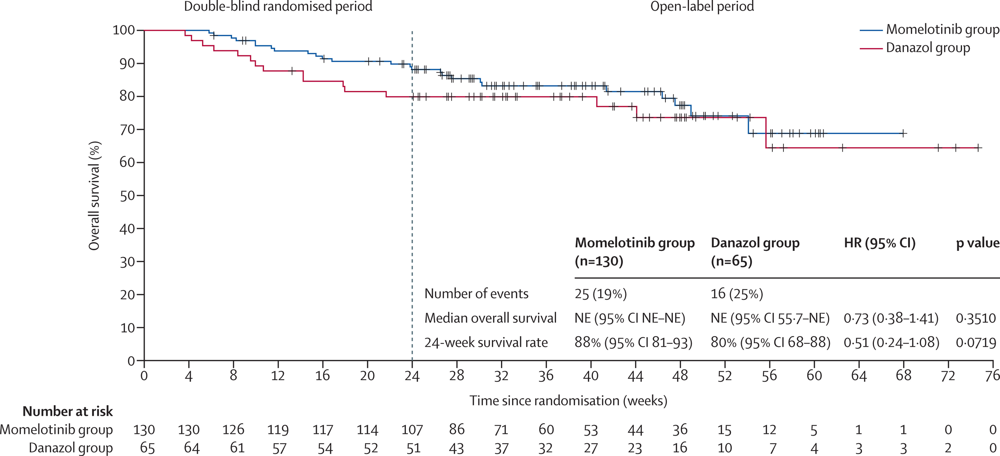 Double-blind randomised period
Open-label period
Momelotinib group
Danazol group
Overall survival (%)
100
90
80
70
60
50
40
30
20
10
0
Momelotinib group (n=130) Danazol group (n=65) HR (95% CI) p value
Number of events 25 (19%) 16 (25%)
Median overall survival NE (95% CI NE–NE) NE (95% CI 55·7–NE) 0·73 (0·38–1·41) 0·3510
24-week survival rate 88% (95% CI 81–93) 80% (95% CI 68–88) 0·51 (0·24–1·08) 0·0719
0 4 8 12 16 20 24 28 32 36 40 44 48 52 56 60 64 68 72 76
Time since randomisation (weeks)
Number at risk
Momelotinib group 130 130 126 119 117 114 107 86 71 60 53 44 36 15 12 5 1 1 0 0
Danazol group 65 64 61 57 54 52 51 43 37 32 27 23 16 10 7 4 3 3 2 0